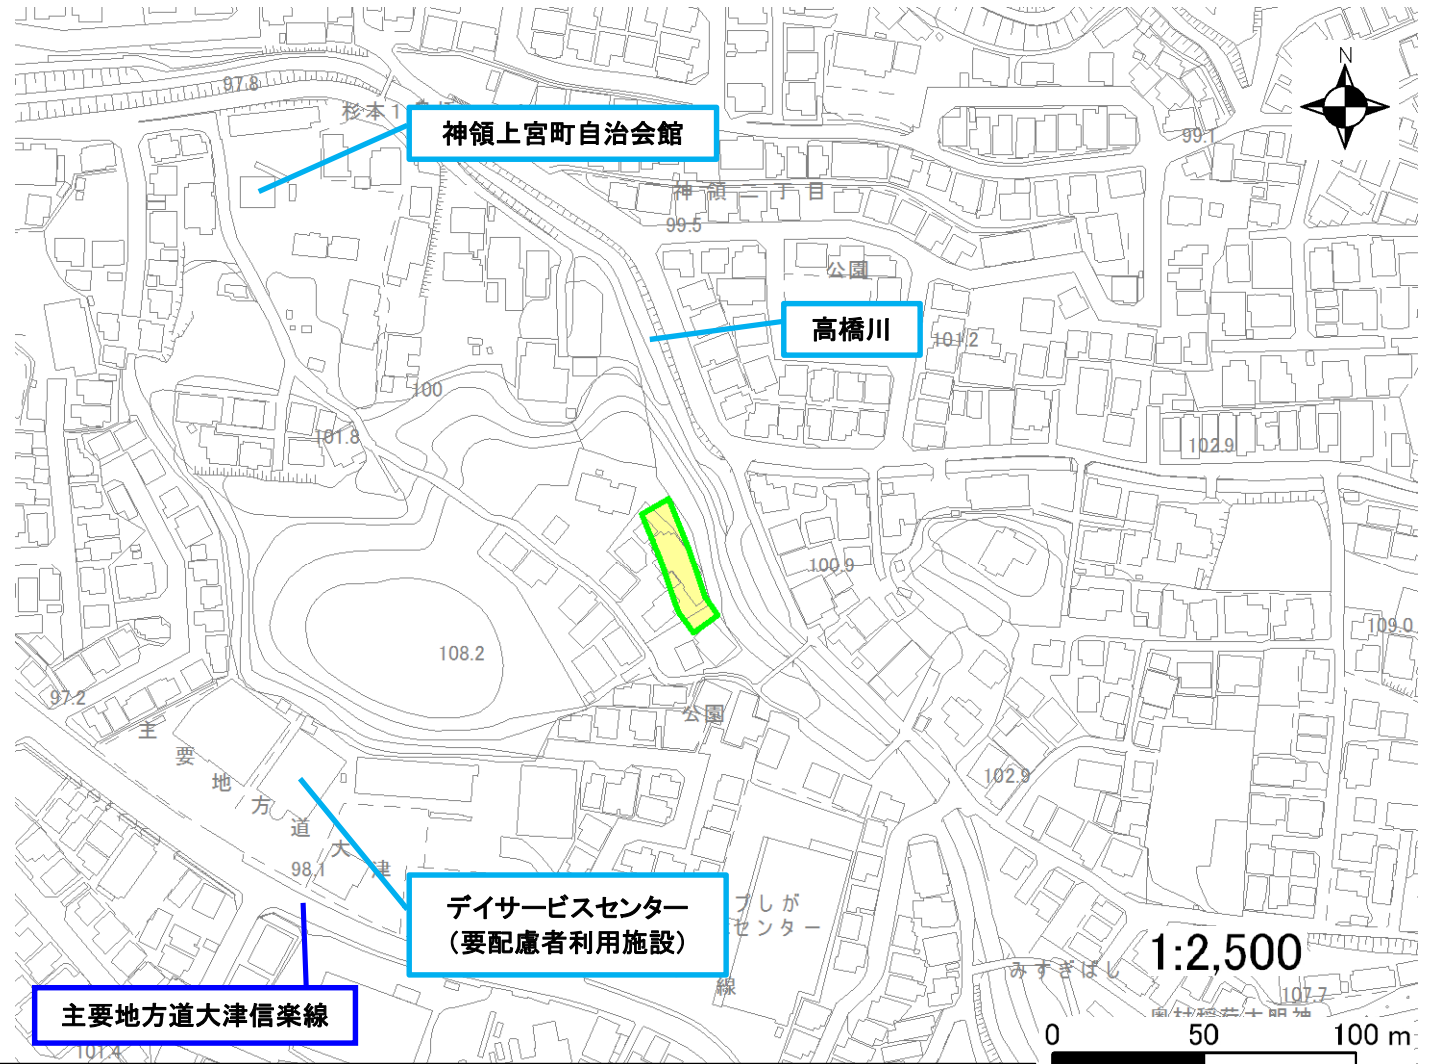 N
97.8
杉本1
神領上宮町自治会館
99.1
神領二丁目
99.5
公園
高橋川
101.2
100
101.8
102.9
100.9
109.0
108.2
97.2
公園
主要地方道大津
102.9
98.1
デイサービスセンター
（要配慮者利用施設）
プしが
センター
線
みすぎばし
1:2,500
107.7
主要地方道大津信楽線
101.4
0 50 100 m